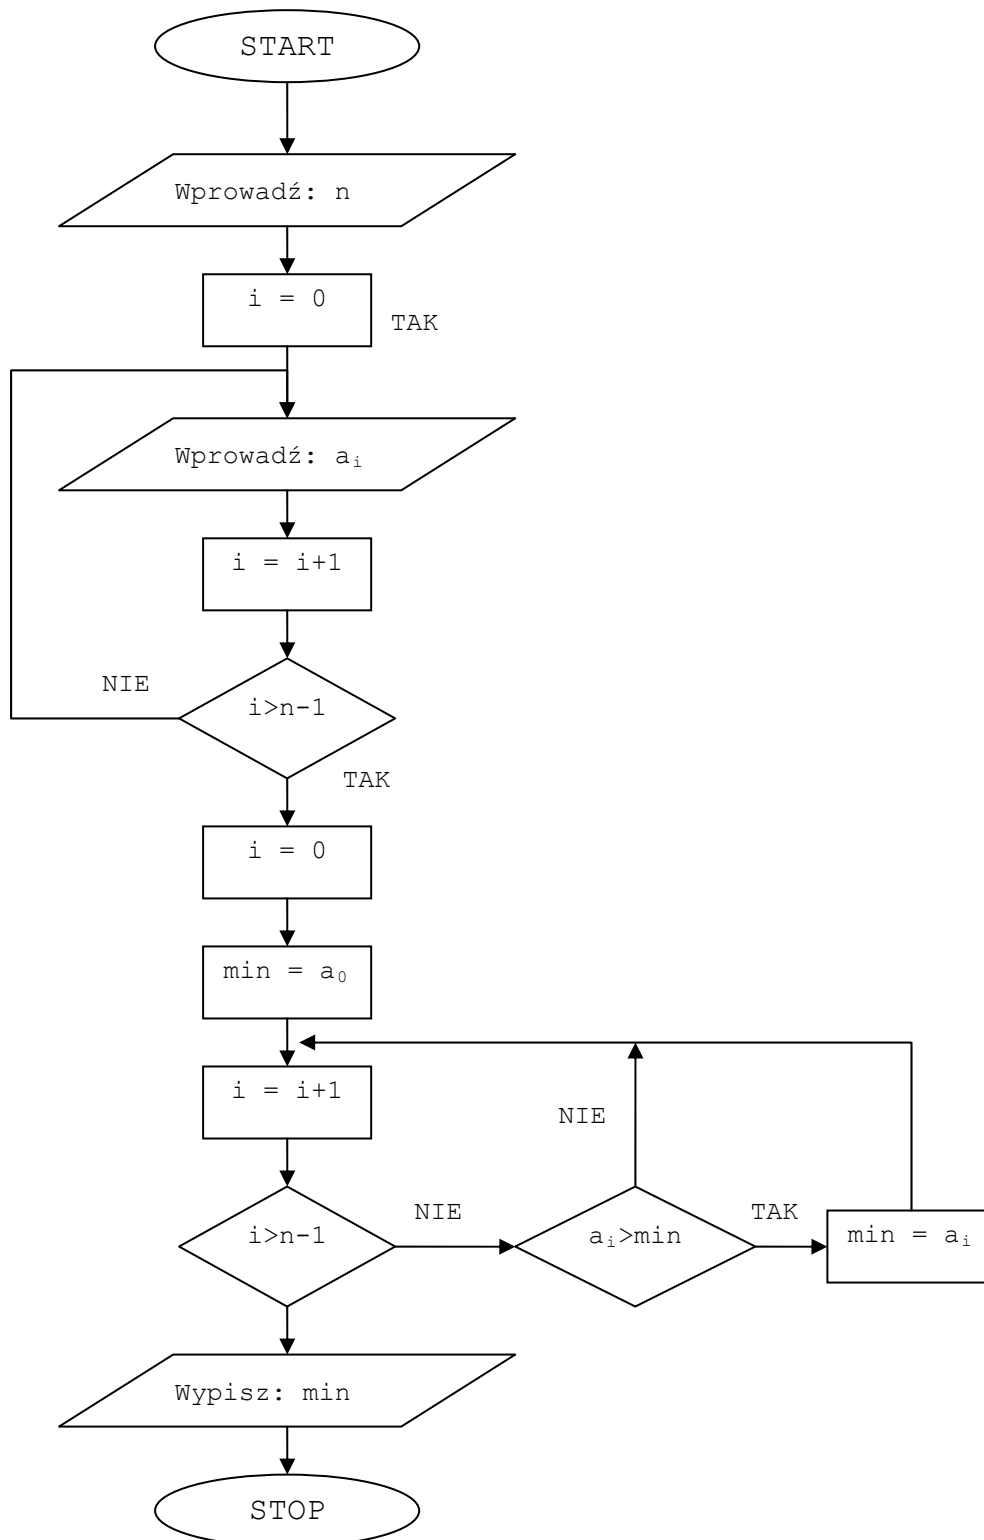 START
Wprowadź: n
i = 0
TAK
Wprowadź: aᵢ
i = i+1
NIE
i>n-1
TAK
i = 0
min = a₀
i = i+1
NIE
i>n-1
NIE
aᵢ>min
TAK
min = aᵢ
Wypisz: min
STOP